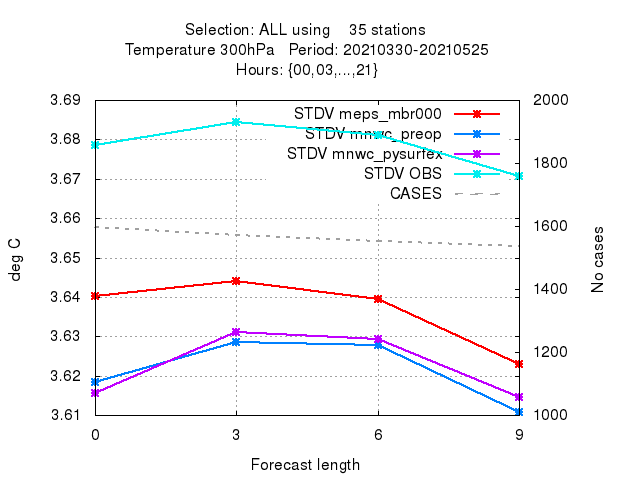 Selection: ALL using 35 stations
Temperature 300hPa Period: 20210330-20210525
Hours: {00,03,...,21}
3.69
3.68
3.67
3.66
3.65
3.64
3.63
3.62
3.61
deg C
STDV meps_mbr000
STDV mnwc_preop
STDV mnwc_pysurfex
STDV OBS
CASES
2000
1800
1600
1400
1200
1000
No cases
0 3 6 9
Forecast length